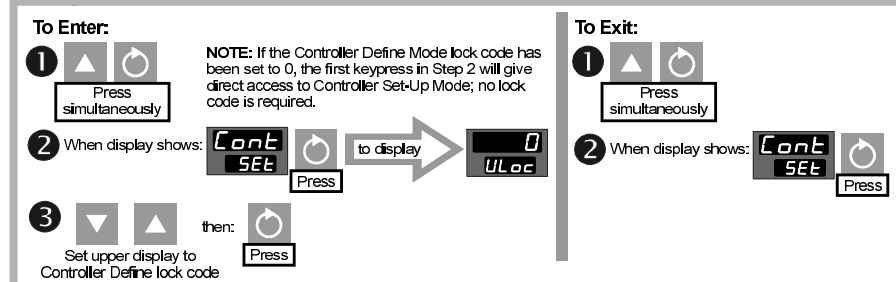 To Enter:
1
Press
simultaneously
NOTE: If the Controller Define Mode lock code has
been set to 0, the first keypress in Step 2 will give
direct access to Controller Set-Up Mode; no lock
code is required.
2 When display shows:
Cont
SEt
Press
to display
0
ULoc
3
then:
Set upper display to
Controller Define lock code
Press
To Exit:
1
Press
simultaneously
2 When display shows:
Cont
SEt
Press